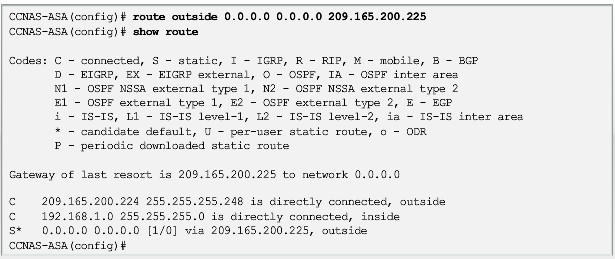 CCNAS-ASA(config)# route outside 0.0.0.0 0.0.0.0 209.165.200.225
CCNAS-ASA(config)# show route
Codes: C - connected, S - static, I - IGRP, R - RIP, M - mobile, B - BGP
D - EIGRP, EX - EIGRP external, O - OSPF, IA - OSPF inter area
N1 - OSPF NSSA external type 1, N2 - OSPF NSSA external type 2
E1 - OSPF external type 1, E2 - OSPF external type 2, E - EGP
i - IS-IS, L1 - IS-IS level-1, L2 - IS-IS level-2, ia - IS-IS inter area
* - candidate default, U - per-user static route, o - ODR
P - periodic downloaded static route
Gateway of last resort is 209.165.200.225 to network 0.0.0.0
C 209.165.200.224 255.255.255.248 is directly connected, outside
C 192.168.1.0 255.255.255.0 is directly connected, inside
S* 0.0.0.0 0.0.0.0 [1/0] via 209.165.200.225, outside
CCNAS-ASA(config)#